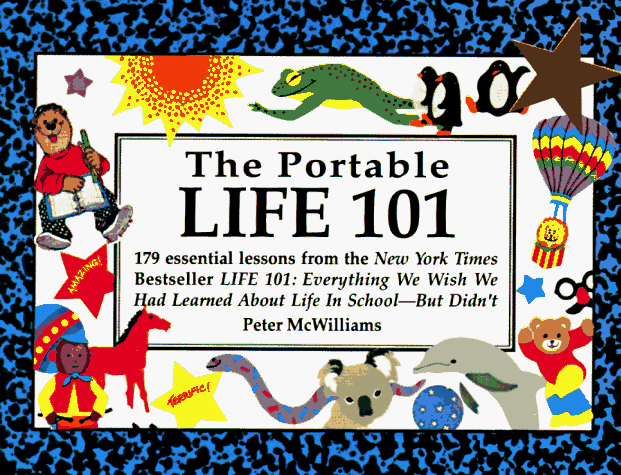 The Portable
LIFE 101
179 essential lessons from the New York Times
Bestseller LIFE 101: Everything We Wish We
Had Learned About Life In School—But Didn't
Peter McWilliams
AMAZING!
TERRIFIC!